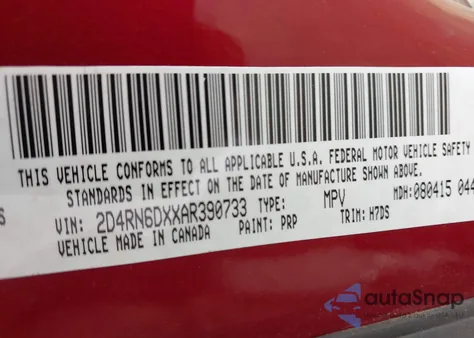 THIS VEHICLE CONFORMS TO ALL APPLICABLE U.S.A. FEDERAL MOTOR VEHICLE SAFETY
STANDARDS IN EFFECT ON THE DATE OF MANUFACTURE SHOWN ABOVE.
VIN: 2D4RN6DXXAR390733 TYPE: MPV MDH: 080415 044
VEHICLE MADE IN CANADA PAINT: PRP TRIM: H7DS
autoSnap